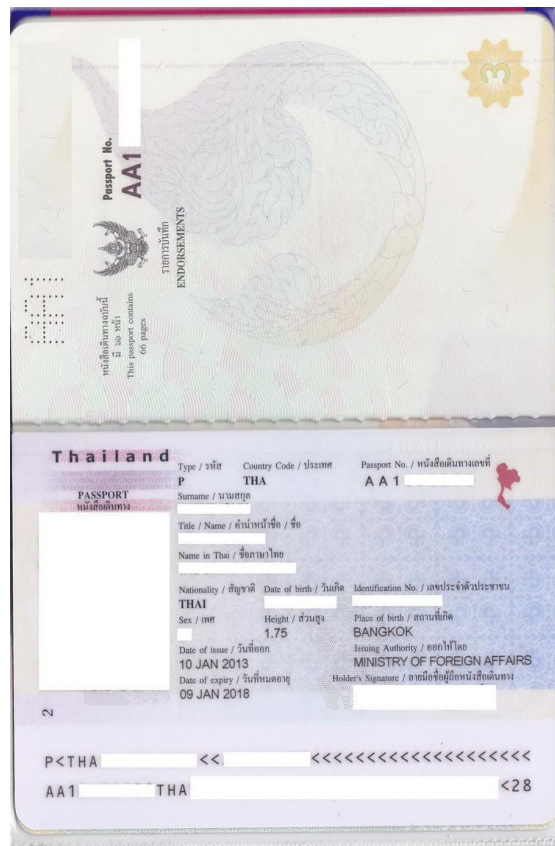 3
Passport No.
AA1
รายการบันทึก
ENDORSEMENTS
หนังสือเดินทางฉบับนี้
มี ๖๖ หน้า
This passport contains
66 pages
Thailand
PASSPORT
หนังสือเดินทาง
Type / รหัส Country Code / ประเทศ Passport No. / หนังสือเดินทางเลขที่
P THA AA1
Surname / นามสกุล
Title / Name / คำนำหน้าชื่อ / ชื่อ
Name in Thai / ชื่อภาษาไทย
Nationality / สัญชาติ Date of birth / วันเกิด Identification No. / เลขประจำตัวประชาชน
THAI
Sex / เพศ Height / ส่วนสูง Place of birth / สถานที่เกิด
1.75 BANGKOK
Date of issue / วันที่ออก Issuing Authority / ออกให้โดย
10 JAN 2013 MINISTRY OF FOREIGN AFFAIRS
Date of expiry / วันที่หมดอายุ Holder's Signature / ลายมือชื่อผู้ถือหนังสือเดินทาง
09 JAN 2018
2
P<THA << <<<<<<<<<<<<<<<<<<<<
AA1 THA <28